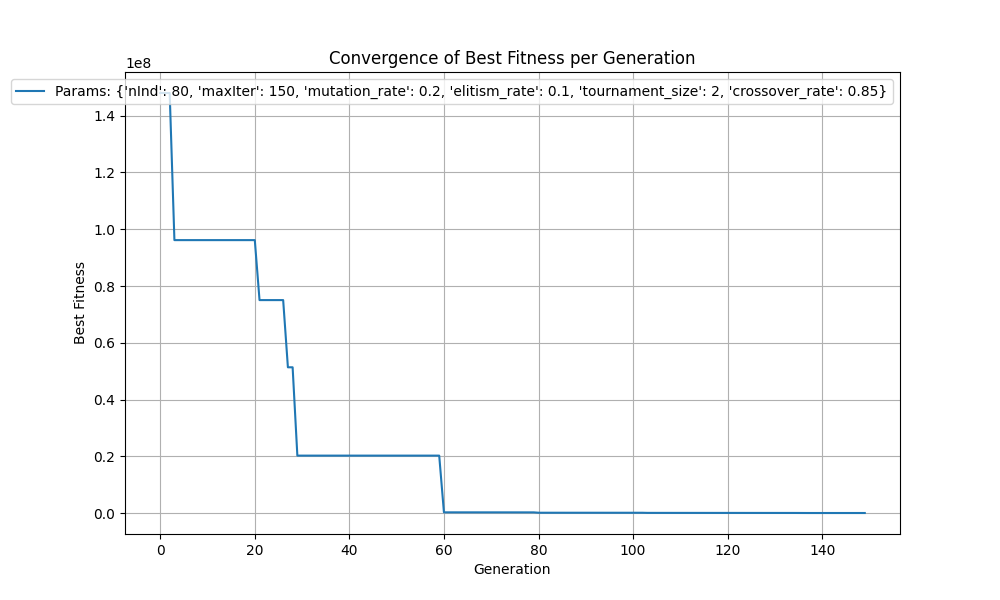 Convergence of Best Fitness per Generation
1e8
Params: {'nInd': 80, 'maxIter': 150, 'mutation_rate': 0.2, 'elitism_rate': 0.1, 'tournament_size': 2, 'crossover_rate': 0.85}
1.4
1.2
1.0
0.8
0.6
0.4
0.2
0.0
Best Fitness
0 20 40 60 80 100 120 140
Generation